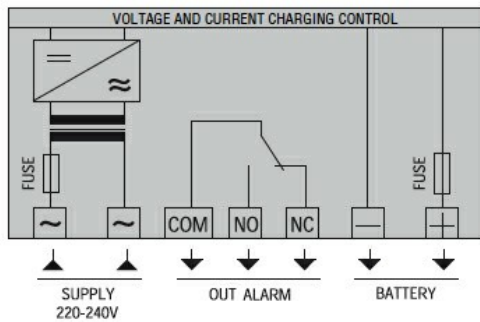 VOLTAGE AND CURRENT CHARGING CONTROL
FUSE
FUSE
~ ~ COM NO NC — +
SUPPLY
220-240V
OUT ALARM
BATTERY